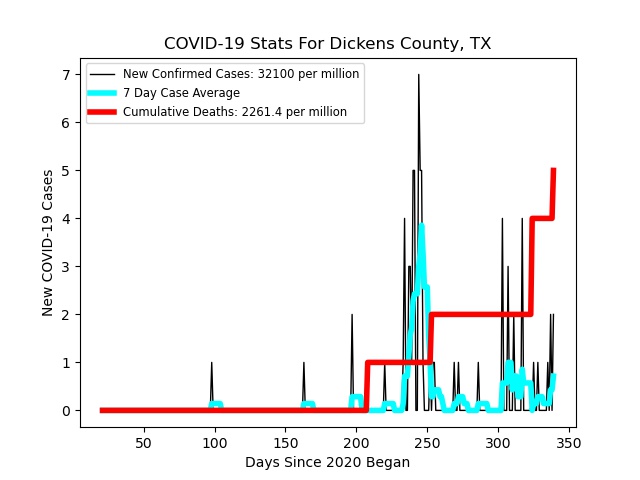 COVID-19 Stats For Dickens County, TX
New Confirmed Cases: 32100 per million
7 Day Case Average
Cumulative Deaths: 2261.4 per million
New COVID-19 Cases
7
6
5
4
3
2
1
0
50 100 150 200 250 300 350
Days Since 2020 Began